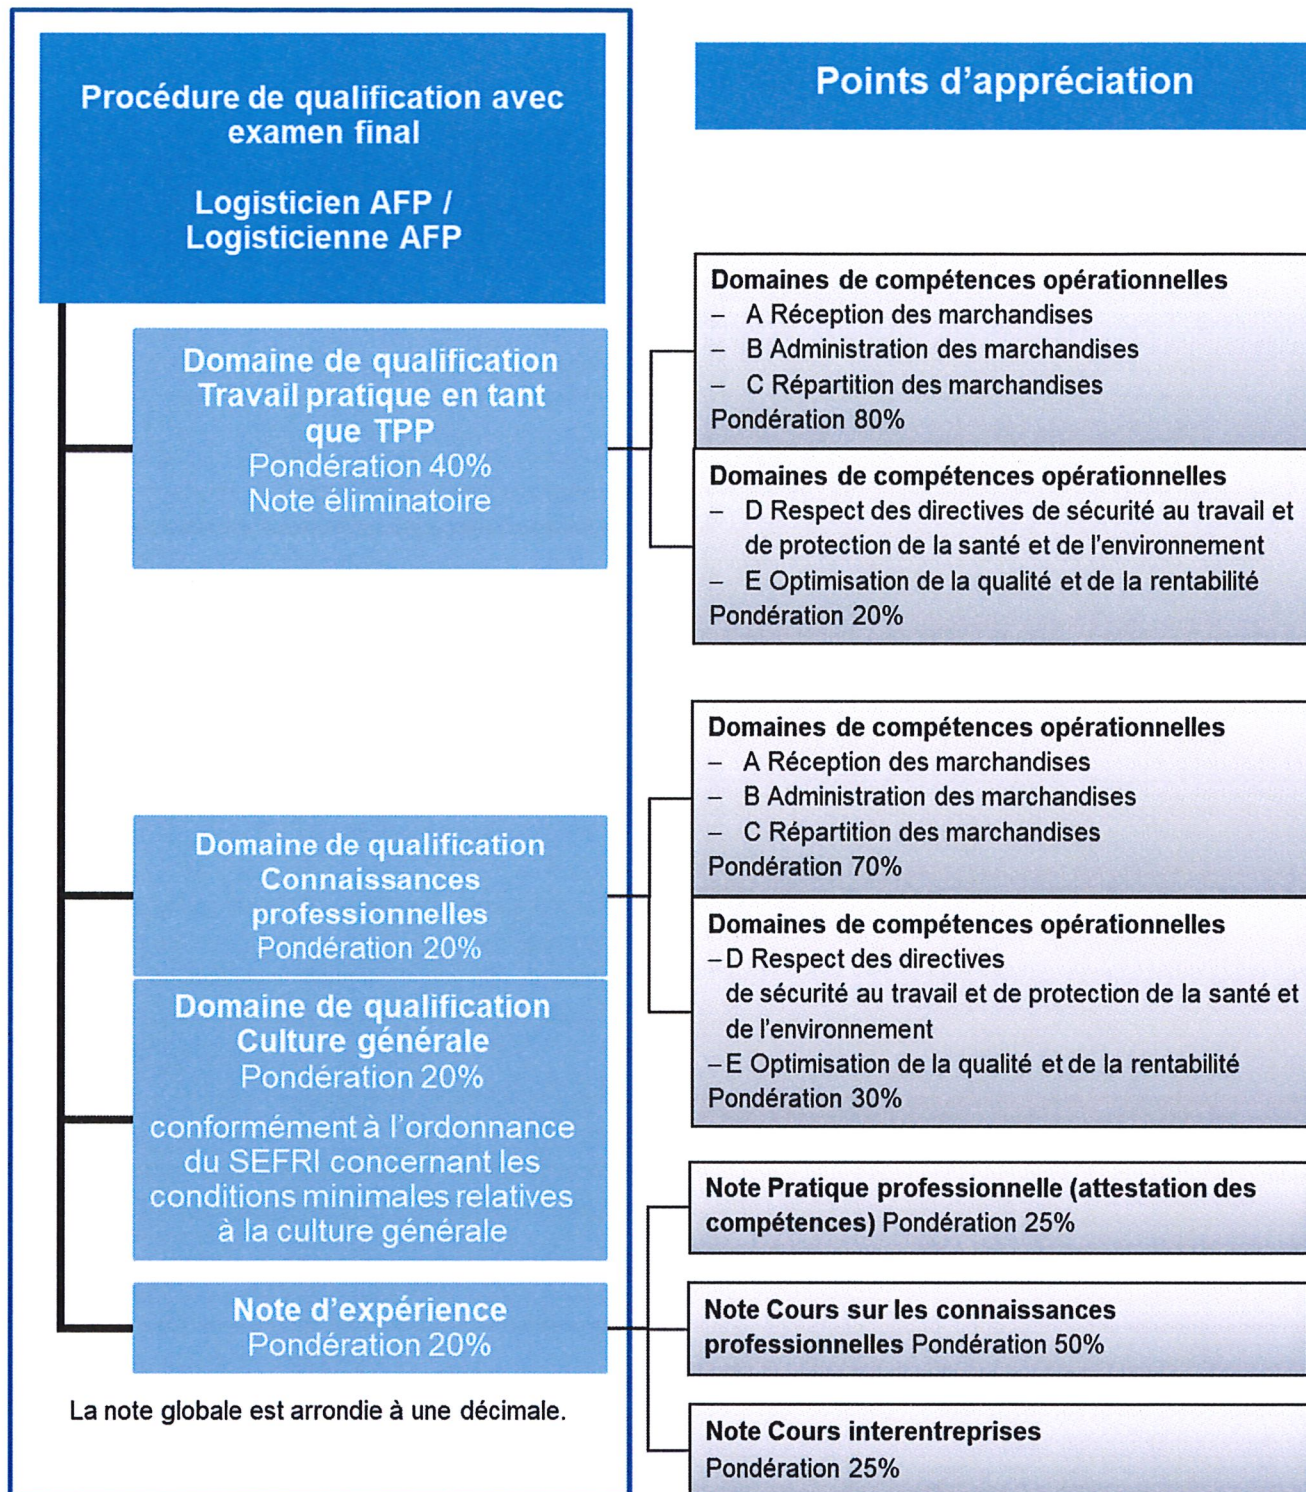 Procédure de qualification avec
examen final
Logisticien AFP /
Logisticienne AFP
Points d'appréciation
Domaine de qualification
Travail pratique en tant
que TPP
Pondération 40%
Note éliminatoire
Domaines de compétences opérationnelles
– A Réception des marchandises
– B Administration des marchandises
– C Répartition des marchandises
Pondération 80%
Domaines de compétences opérationnelles
– D Respect des directives de sécurité au travail et
de protection de la santé et de l'environnement
– E Optimisation de la qualité et de la rentabilité
Pondération 20%
Domaine de qualification
Connaissances
professionnelles
Pondération 20%
Domaines de compétences opérationnelles
– A Réception des marchandises
– B Administration des marchandises
– C Répartition des marchandises
Pondération 70%
Domaines de compétences opérationnelles
– D Respect des directives
de sécurité au travail et de protection de la santé et
de l'environnement
– E Optimisation de la qualité et de la rentabilité
Pondération 30%
Domaine de qualification
Culture générale
Pondération 20%
conformément à l'ordonnance
du SEFRI concernant les
conditions minimales relatives
à la culture générale
Note d'expérience
Pondération 20%
Note Pratique professionnelle (attestation des
compétences) Pondération 25%
Note Cours sur les connaissances
professionnelles Pondération 50%
Note Cours interentreprises
Pondération 25%
La note globale est arrondie à une décimale.